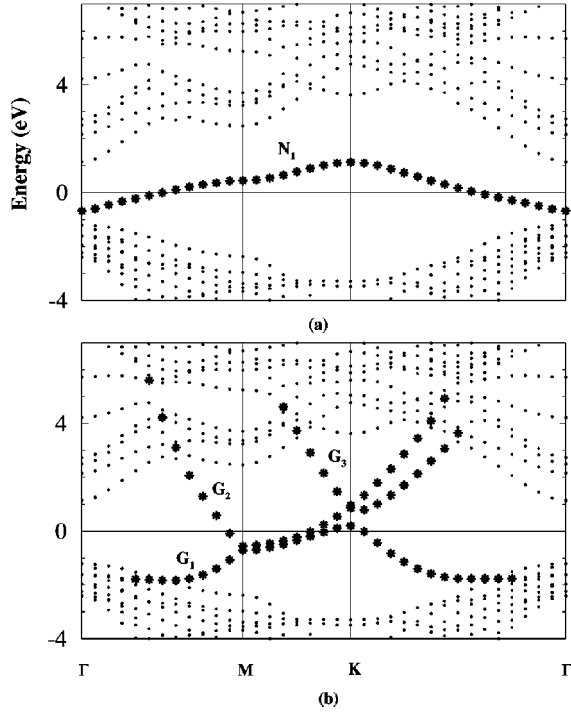 4
N₁
0
-4
Energy (eV)
(a)
4
G₃
G₂
0
G₁
-4
Γ M K Γ
(b)